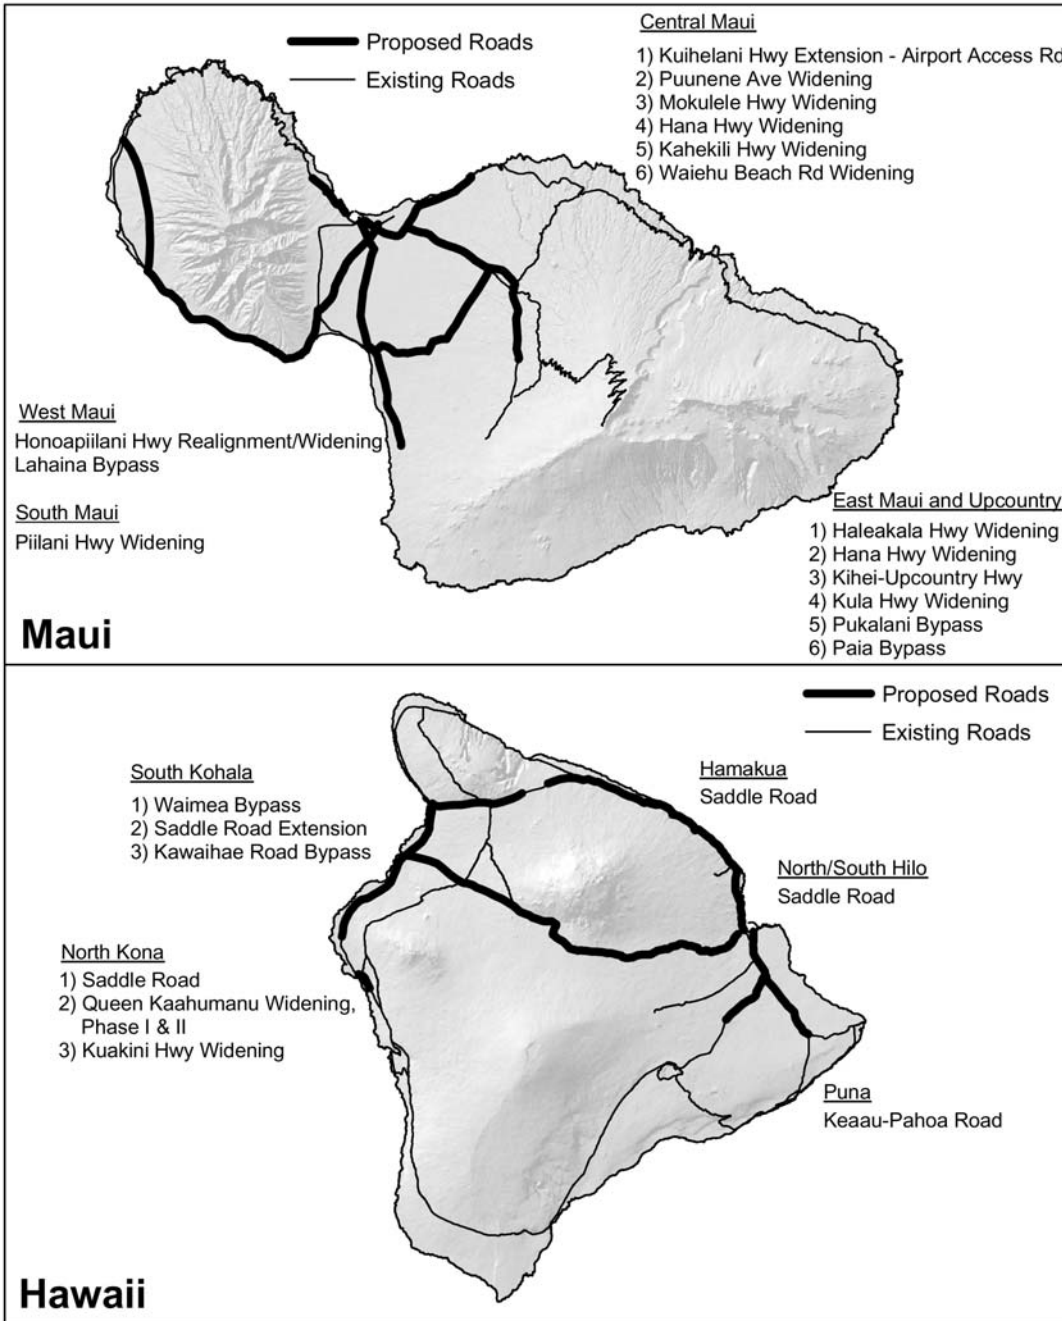 Proposed Roads
Existing Roads
Central Maui
1) Kuihelani Hwy Extension - Airport Access Rd
2) Puunene Ave Widening
3) Mokulele Hwy Widening
4) Hana Hwy Widening
5) Kahekili Hwy Widening
6) Waiehu Beach Rd Widening
West Maui
Honoapiilani Hwy Realignment/Widening
Lahaina Bypass
South Maui
Piilani Hwy Widening
East Maui and Upcountry
1) Haleakala Hwy Widening
2) Hana Hwy Widening
3) Kihei-Upcountry Hwy
4) Kula Hwy Widening
5) Pukalani Bypass
6) Paia Bypass
Maui
Proposed Roads
Existing Roads
South Kohala
1) Waimea Bypass
2) Saddle Road Extension
3) Kawaihae Road Bypass
Hamakua
Saddle Road
North/South Hilo
Saddle Road
North Kona
1) Saddle Road
2) Queen Kaahumanu Widening,
Phase I & II
3) Kuakini Hwy Widening
Puna
Keaau-Pahoa Road
Hawaii